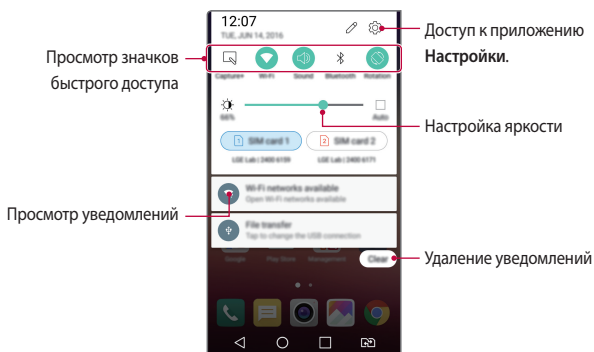 12:07
TUE, JUN 14, 2016
Доступ к приложению
Настройки.
Просмотр значков
быстрого доступа
Capture+ Wi-Fi Sound Bluetooth Rotation
66% Auto
Настройка яркости
1 SIM card 1 2 SIM card 2
LGE Lab | 2400 6159 LGE Lab | 2400 6171
Wi-Fi networks available
Open Wi-Fi networks available
Просмотр уведомлений
File transfer
Tap to change the USB connection
Google Play Store Management
Clear
Удаление уведомлений